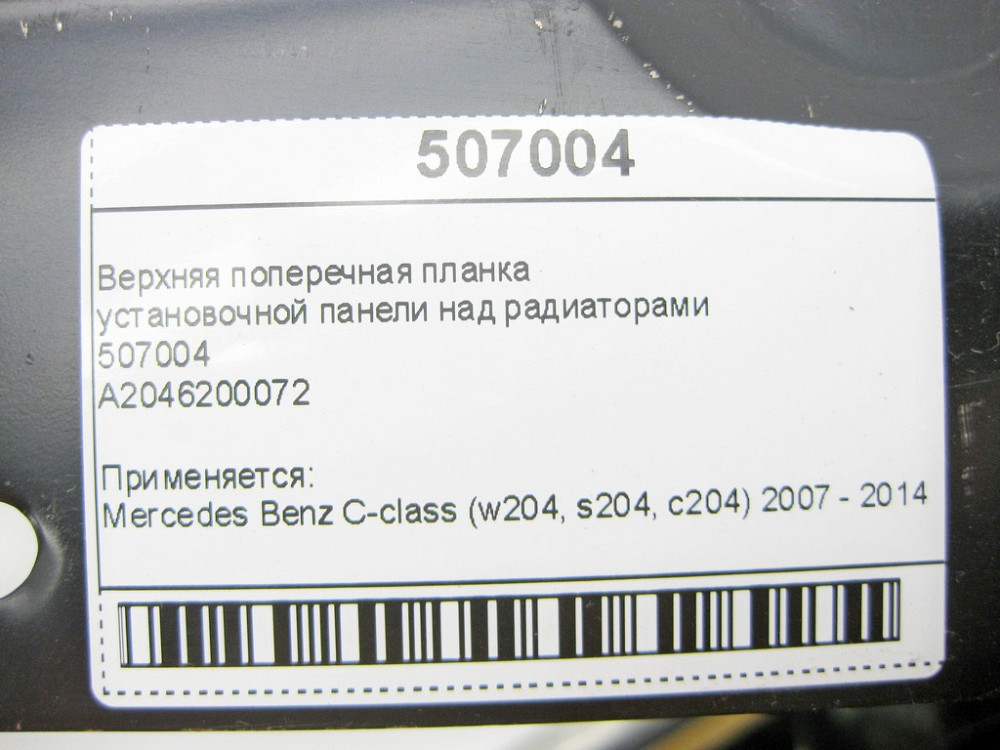 507004
Верхняя поперечная планка
установочной панели над радиаторами
507004
A2046200072
Применяется:
Mercedes Benz C-class (w204, s204, c204) 2007 - 2014